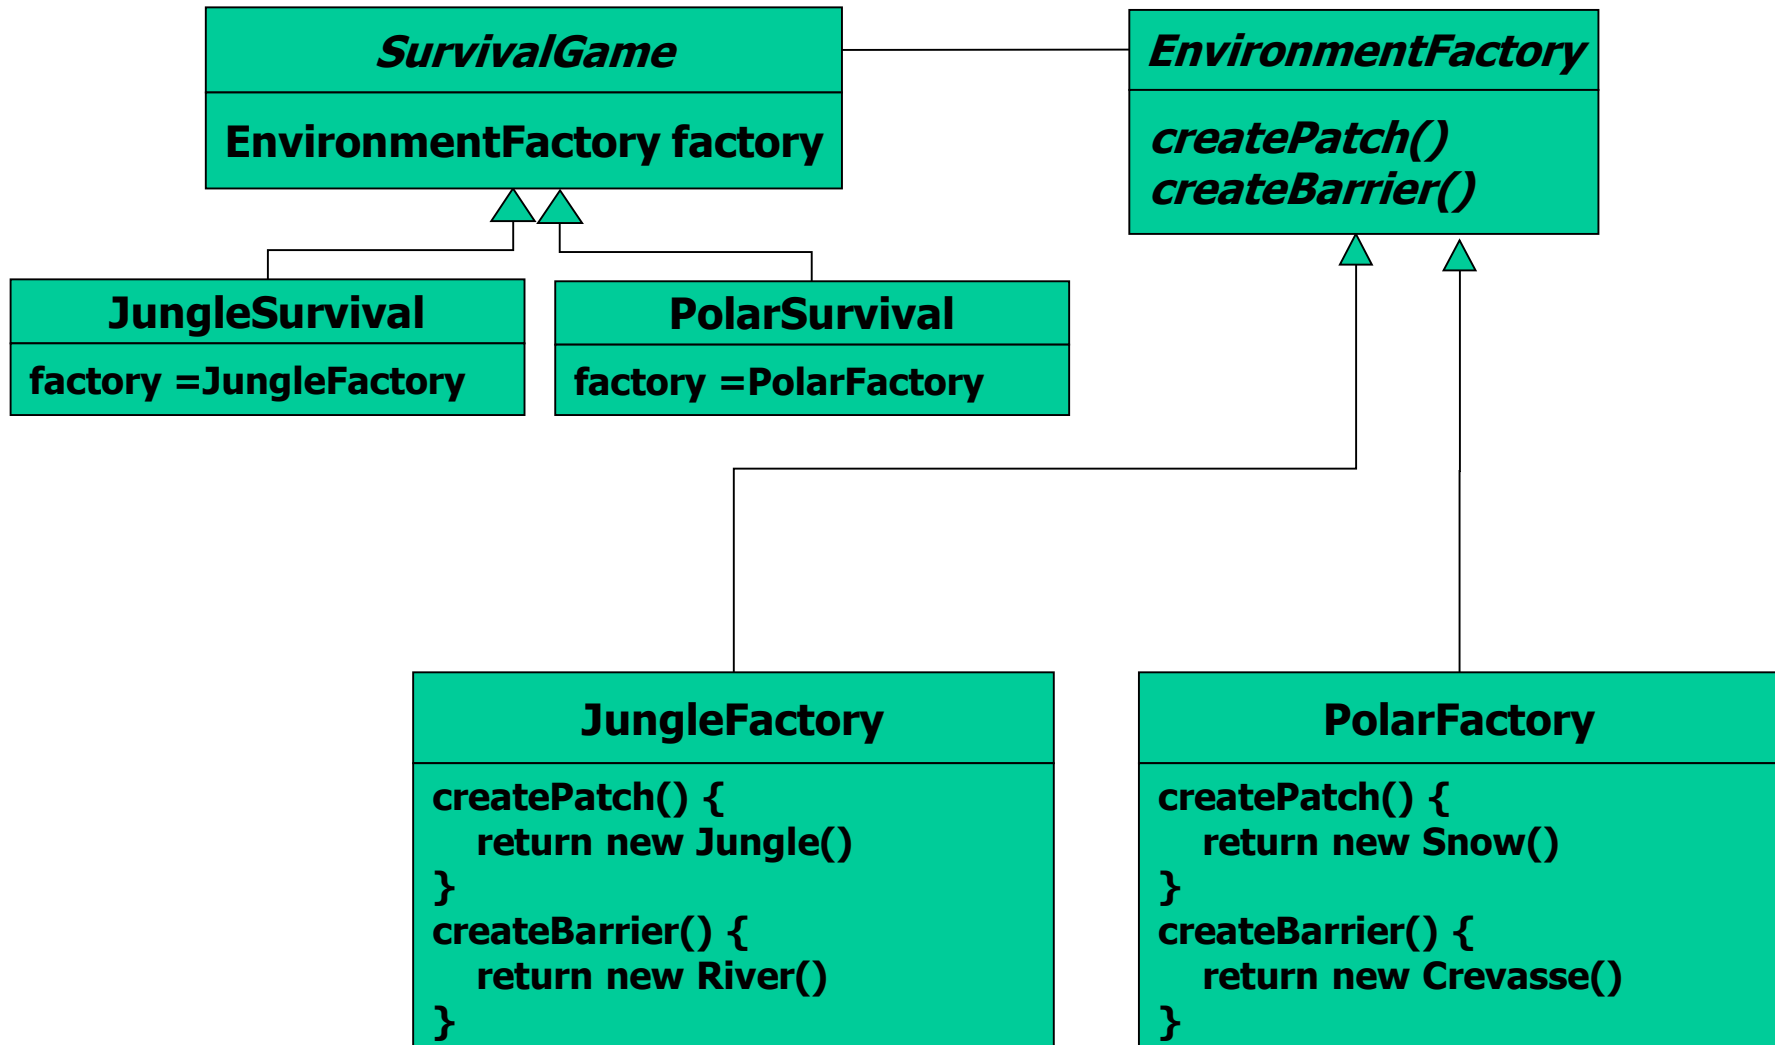 SurvivalGame
EnvironmentFactory factory
EnvironmentFactory
createPatch()
createBarrier()
JungleSurvival
factory =JungleFactory
PolarSurvival
factory =PolarFactory
JungleFactory
createPatch() {
return new Jungle()
}
createBarrier() {
return new River()
}
PolarFactory
createPatch() {
return new Snow()
}
createBarrier() {
return new Crevasse()
}